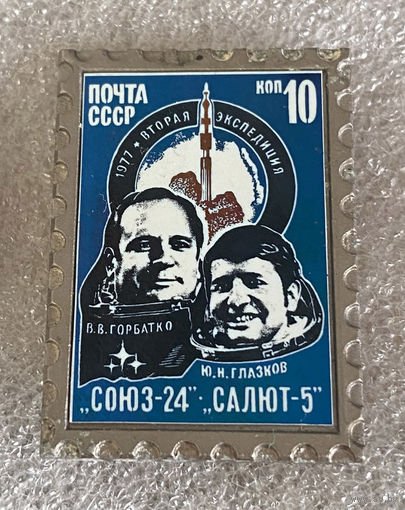 ПОЧТА
СССР
КОП 10
1977 ★ ВТОРАЯ ЭКСПЕДИЦИЯ
В.В.ГОРБАТКО
Ю.Н.ГЛАЗКОВ
„СОЮЗ-24”·„САЛЮТ-5”